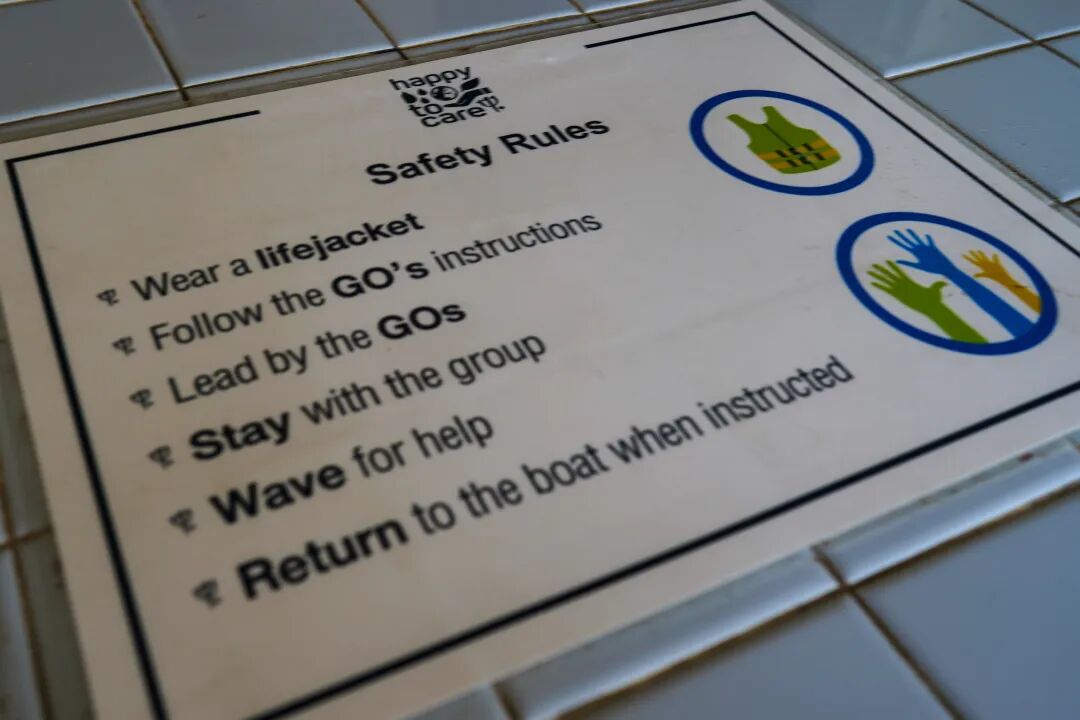 happy
to
care
Safety Rules
Wear a lifejacket
Follow the GO's instructions
Lead by the GOs
Stay with the group
Wave for help
Return to the boat when instructed